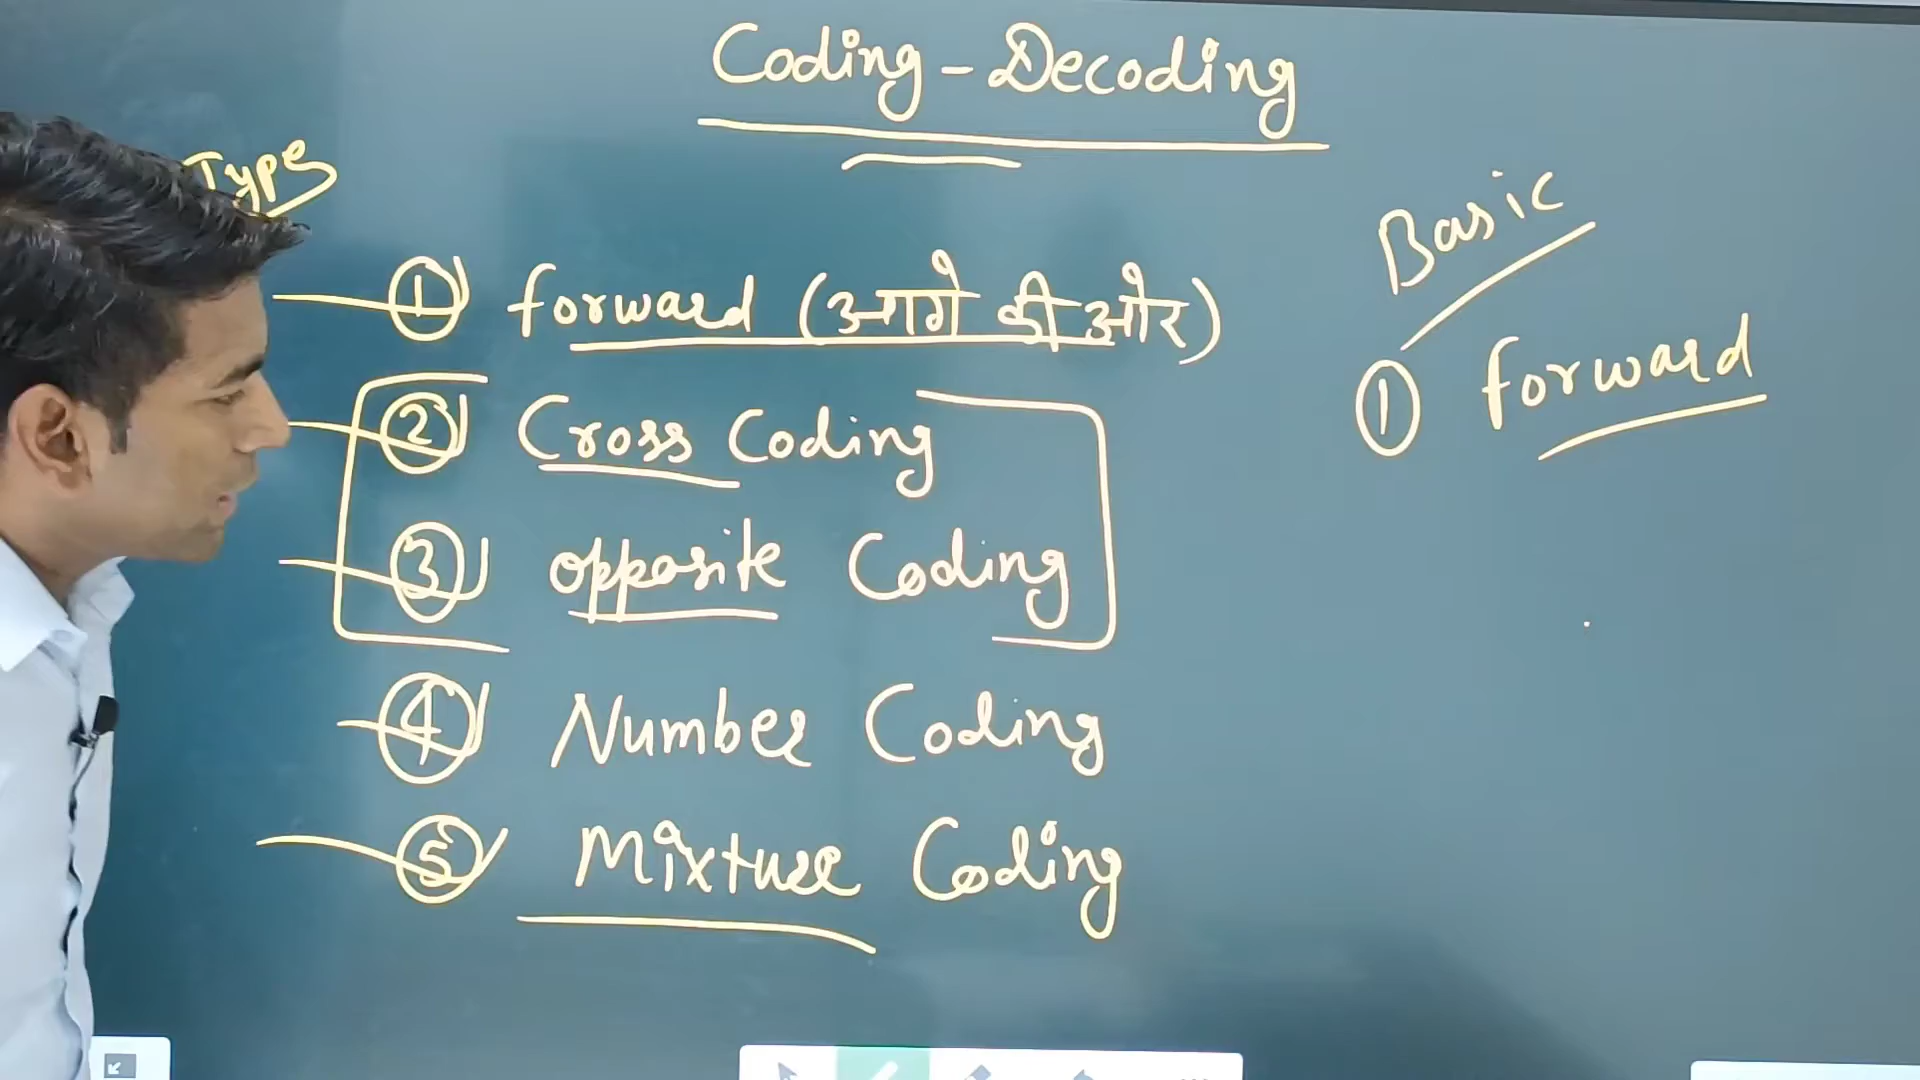 Coding-Decoding
Type
① forward (आगे की ओर)
② Cross Coding
③ opposite Coding
④ Number Coding
⑤ Mixture Coding
Basic
① forward